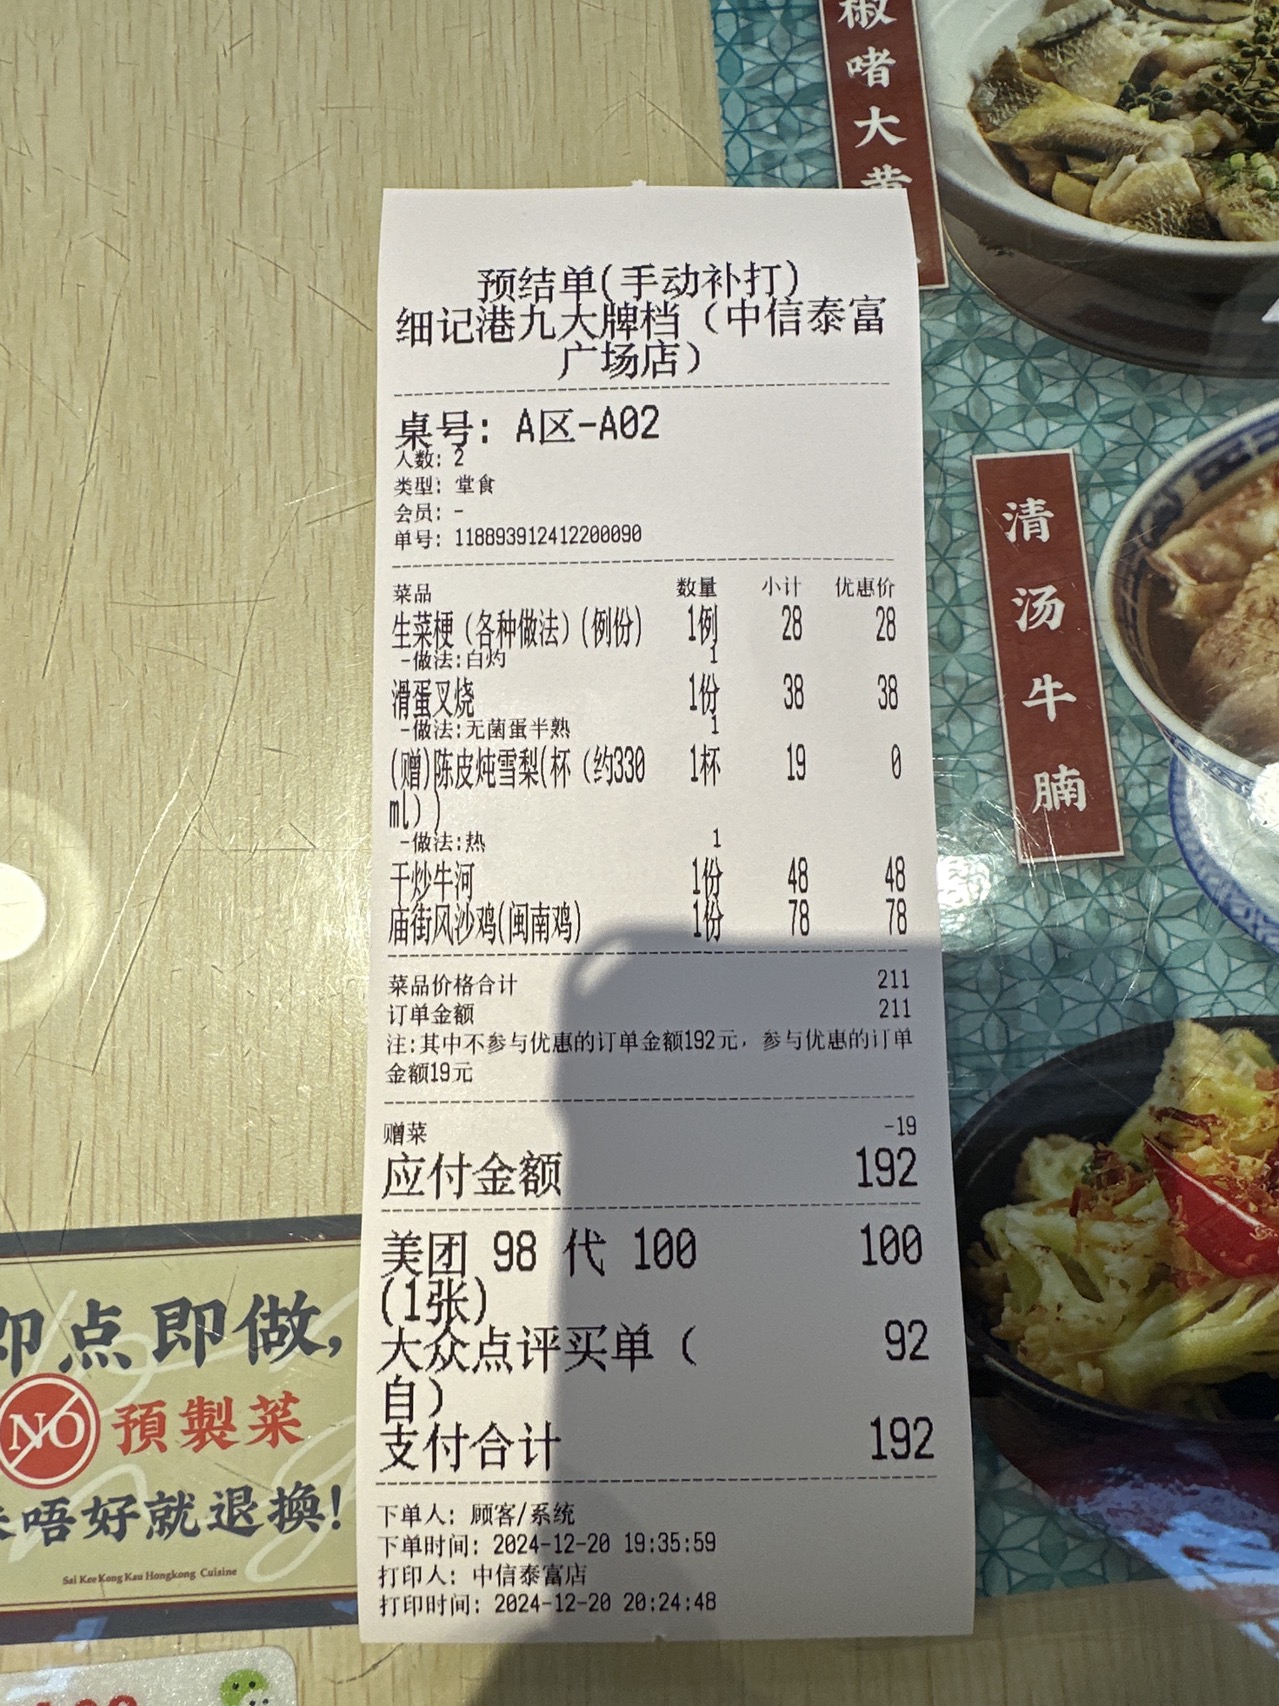 椒
啫
大
黄
预结单(手动补打)
细记港九大牌档（中信泰富
广场店）
桌号: A区-A02
人数: 2
类型: 堂食
会员: -
单号: 118893912412200090
菜品 数量 小计 优惠价
生菜梗（各种做法）(例份) 1例 28 28
-做法:白灼 1
滑蛋叉烧 1份 38 38
-做法:无菌蛋半熟 1
(赠)陈皮炖雪梨(杯（约330 1杯 19 0
ml）)
-做法:热 1
干炒牛河 1份 48 48
庙街风沙鸡(闽南鸡) 1份 78 78
菜品价格合计 211
订单金额 211
注:其中不参与优惠的订单金额192元，参与优惠的订单
金额19元
赠菜 -19
应付金额 192
美团 98 代 100 100
(1张)
大众点评买单（ 92
自）
支付合计 192
下单人: 顾客/系统
下单时间: 2024-12-20 19:35:59
打印人: 中信泰富店
打印时间: 2024-12-20 20:24:48
清
汤
牛
腩
即点即做,
NO 預製菜
唔好就退換!
Sai Kee Kong Kau Hongkong Cuisine